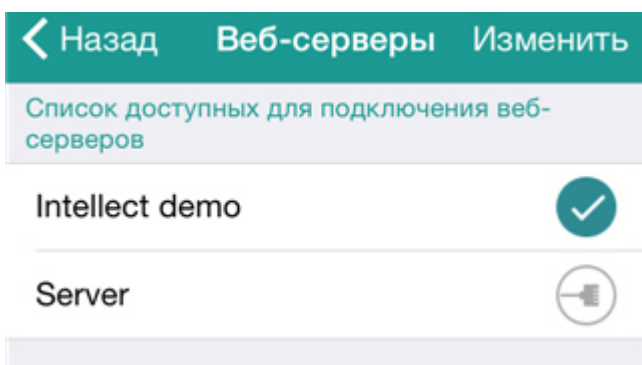 Назад Веб-серверы Изменить
Список доступных для подключения веб-
серверов
Intellect demo
Server